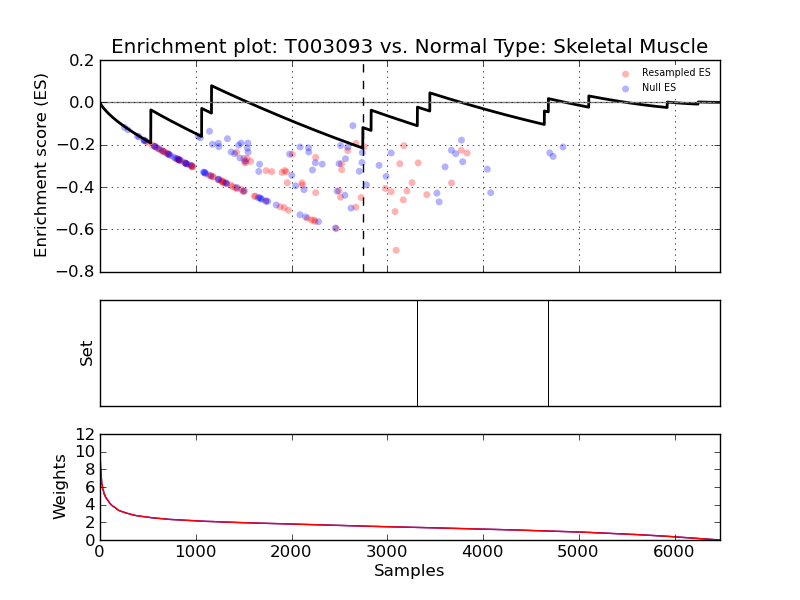 Enrichment plot: T003093 vs. Normal Type: Skeletal Muscle
Enrichment score (ES)
0.2
0.0
−0.2
−0.4
−0.6
−0.8
Resampled ES
Null ES
Set
Weights
12
10
8
6
4
2
0
0 1000 2000 3000 4000 5000 6000
Samples